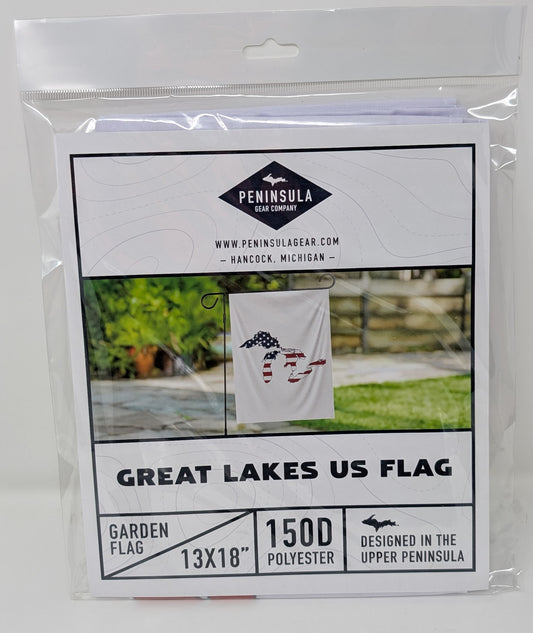 PENINSULA
GEAR COMPANY
WWW.PENINSULAGEAR.COM
– HANCOCK, MICHIGAN –
GREAT LAKES US FLAG
GARDEN
FLAG
13X18"
150D
POLYESTER
DESIGNED IN THE
UPPER PENINSULA